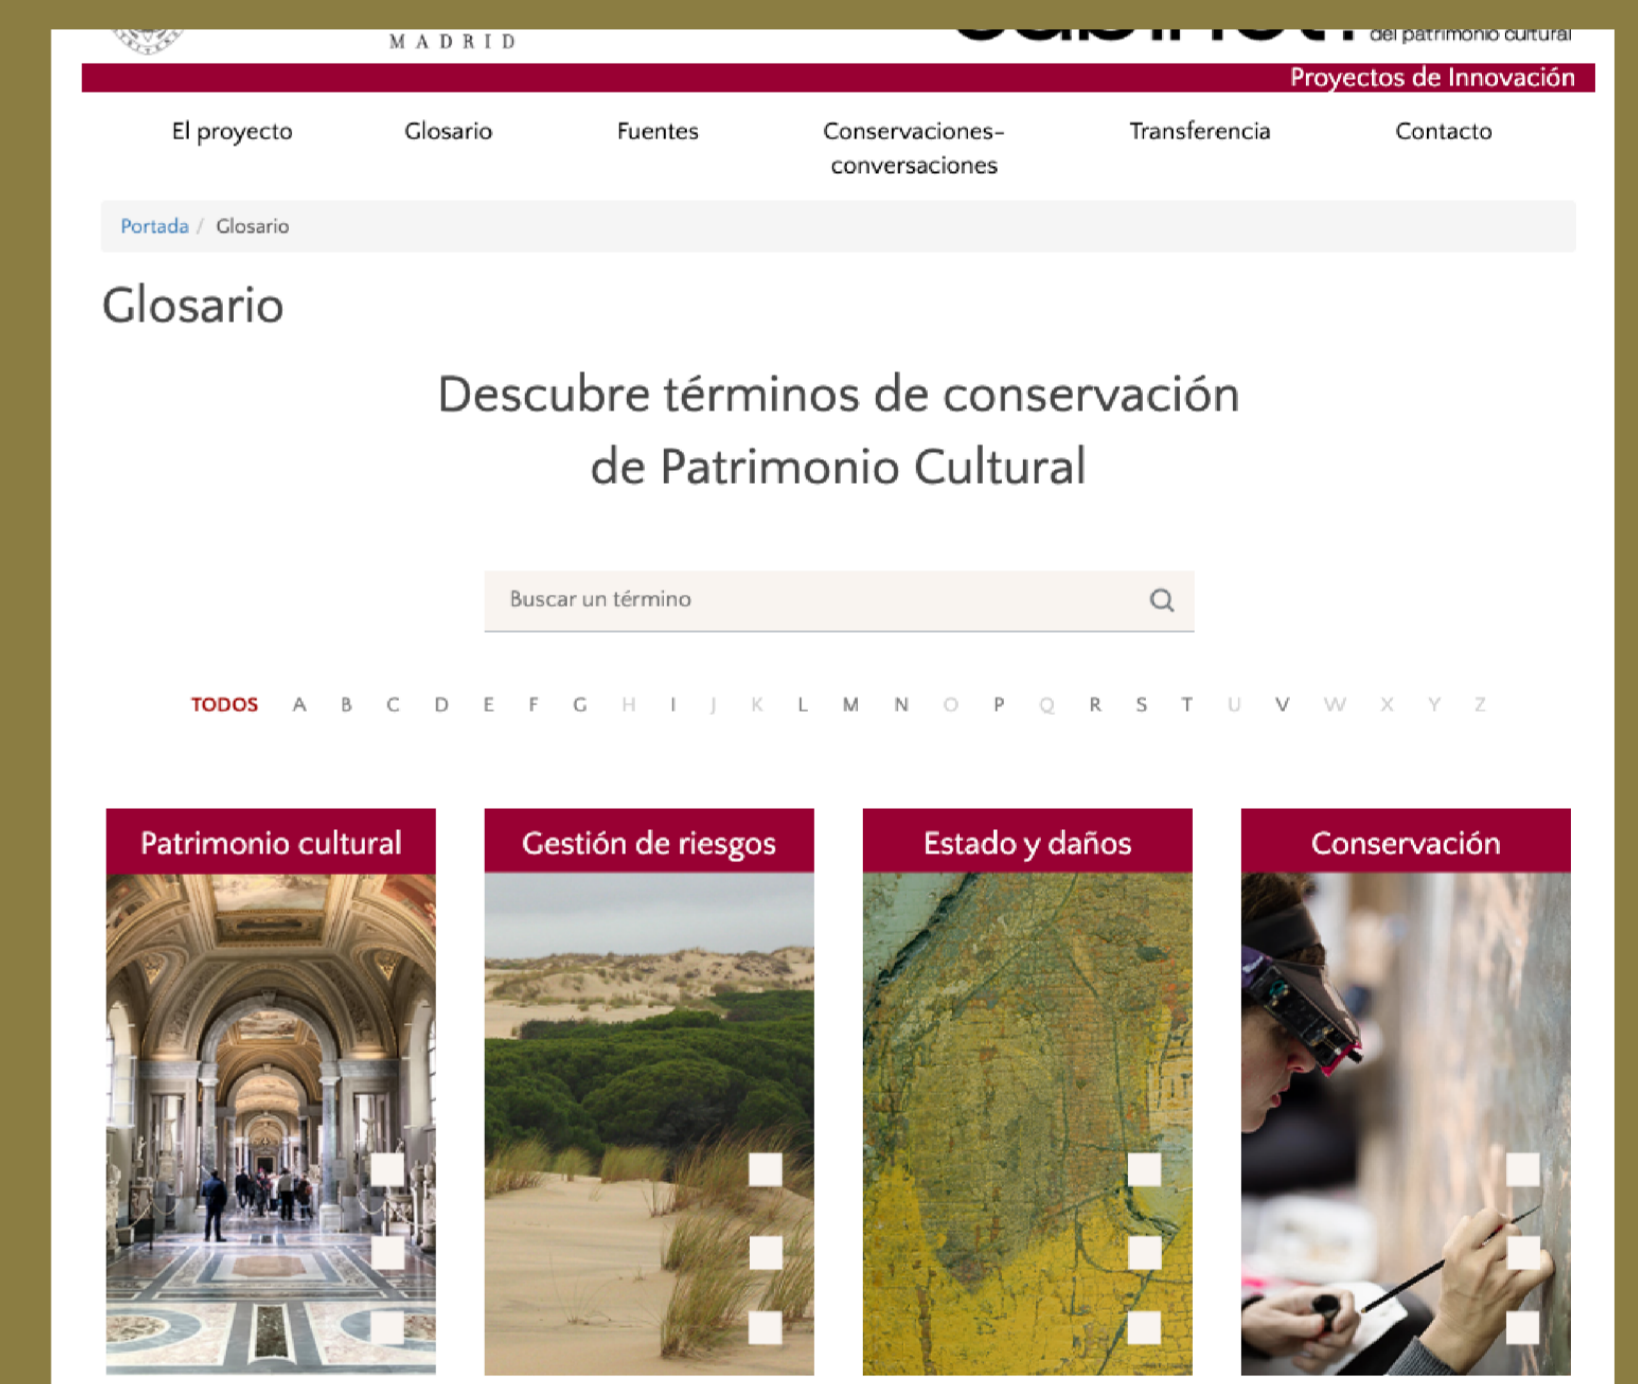 MADRID
del patrimonio cultural
Proyectos de Innovación
El proyecto Glosario Fuentes Conservaciones-conversaciones Transferencia Contacto
Portada / Glosario
Glosario
Descubre términos de conservación
de Patrimonio Cultural
Buscar un término
TODOS A B C D E F G H I J K L M N O P Q R S T U V W X Y Z
Patrimonio cultural Gestión de riesgos Estado y daños Conservación